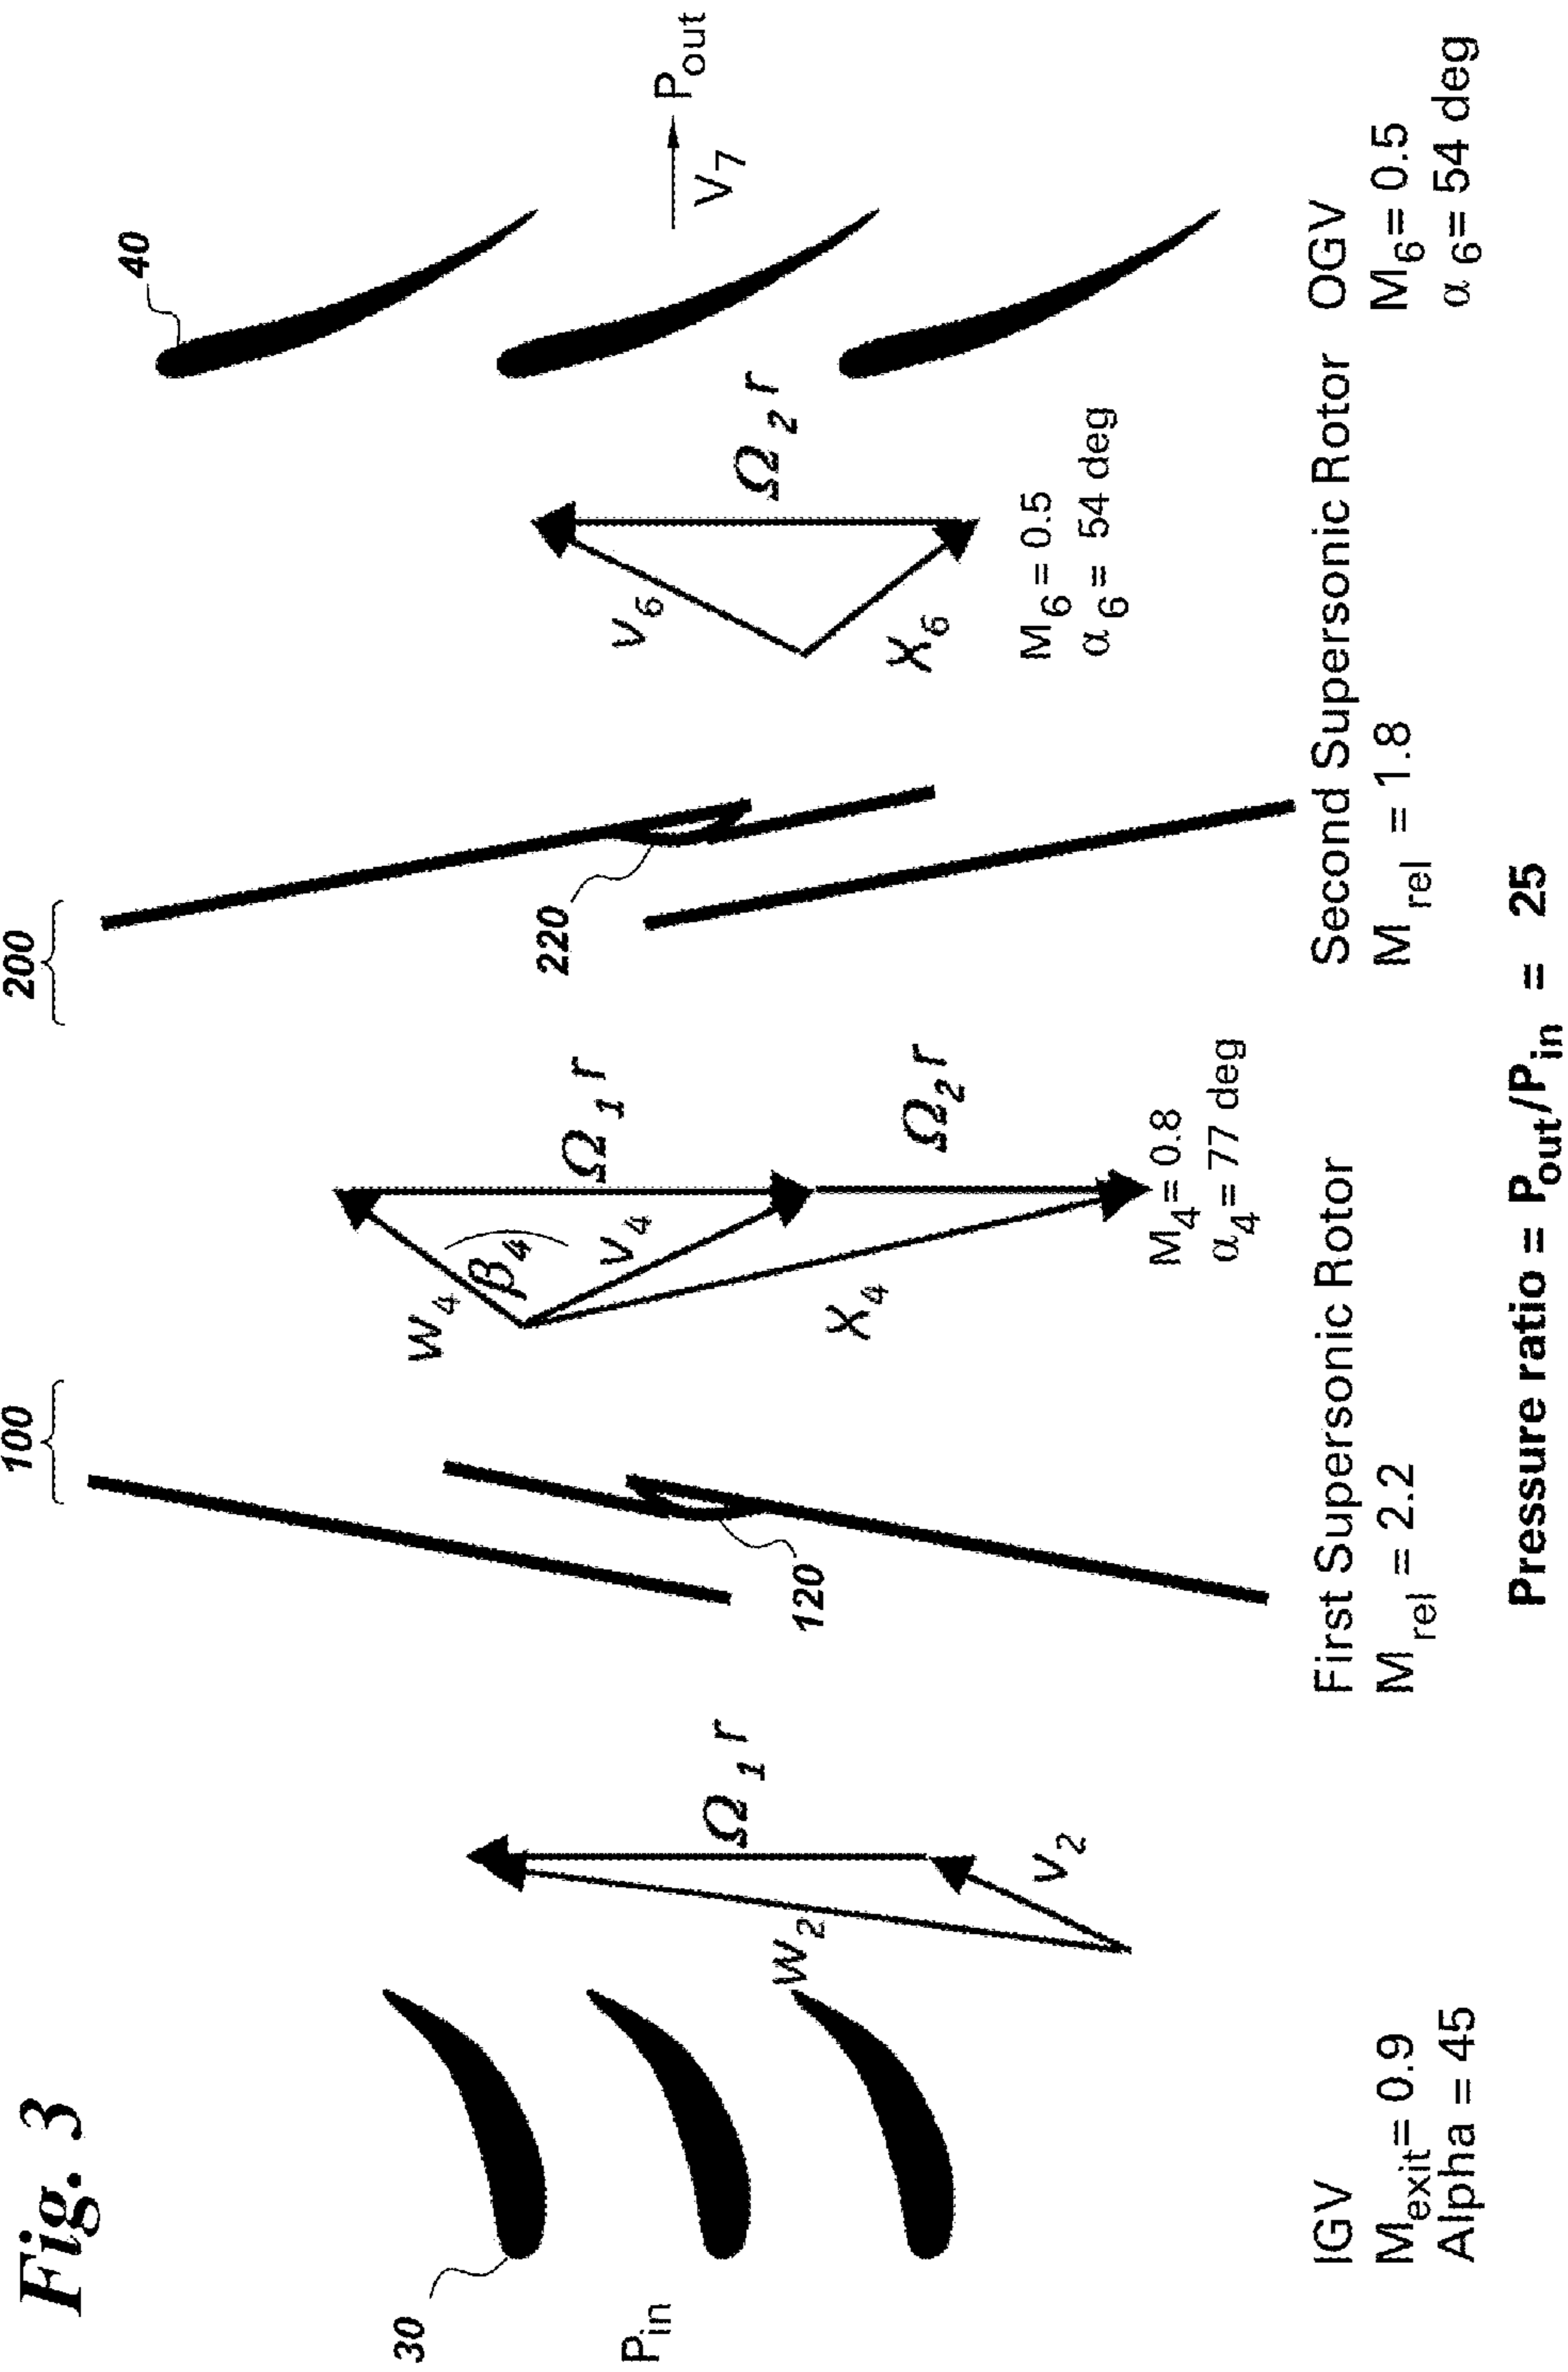 Fig. 3
100
200
40
30
P_in
W_2
Ω_1 r
V_2
120
W_4
β_4
V_4
X_4
Ω_1 r
Ω_2 r
M_4 = 0.8
α_4 = 77 deg
220
V_6
X_6
Ω_2 r
M_6 = 0.5
α_6 = 54 deg
V_7
P_out
IGV
M_exit = 0.9
Alpha = 45
First Supersonic Rotor
M_rel = 2.2
Second Supersonic Rotor
M_rel = 1.8
OGV
M_6 = 0.5
α_6 = 54 deg
Pressure ratio = P_out/P_in = 25